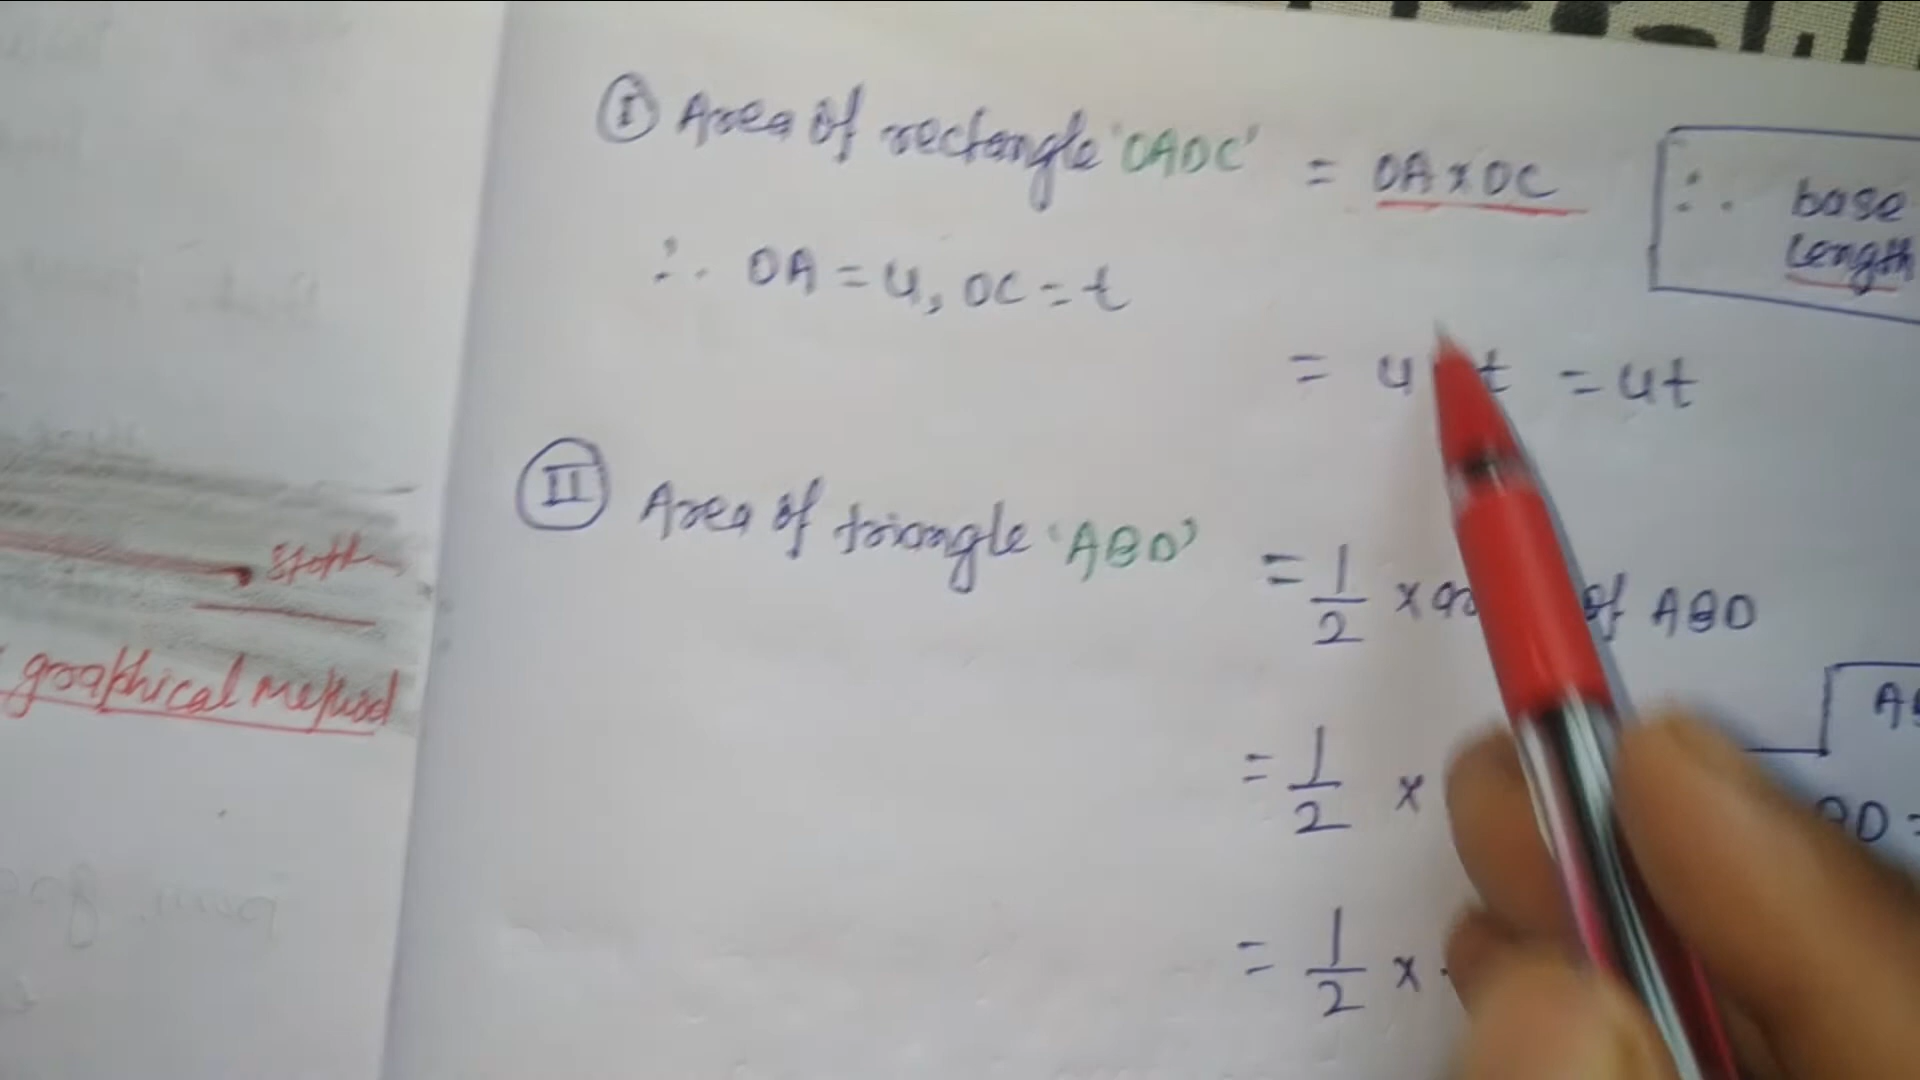 I Area of rectangle 'OADC' = OA x OC
∴ base
length
∴ OA = u, OC = t
= u t = ut
II Area of triangle 'ABD' = 1/2 x of ABD
= 1/2 x
BD =
= 1/2 x
graphical method